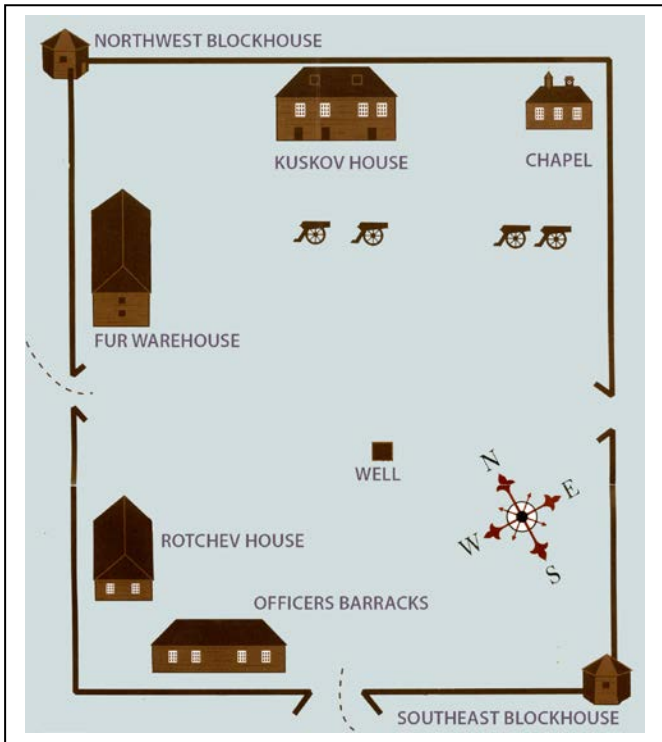 NORTHWEST BLOCKHOUSE
KUSKOV HOUSE
CHAPEL
FUR WAREHOUSE
WELL
N
E
W
S
ROTCHEV HOUSE
OFFICERS BARRACKS
SOUTHEAST BLOCKHOUSE